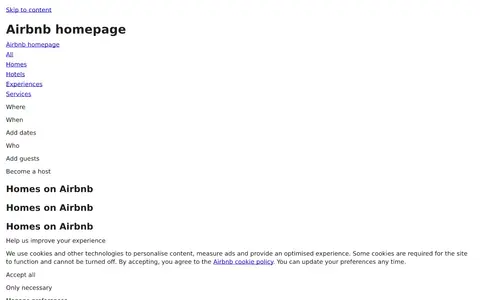 Skip to content
Airbnb homepage
Airbnb homepage
All
Homes
Hotels
Experiences
Services
Where
When
Add dates
Who
Add guests
Become a host
Homes on Airbnb
Homes on Airbnb
Homes on Airbnb
Help us improve your experience
We use cookies and other technologies to personalise content, measure ads and provide an optimised experience. Some cookies are required for the site
to function and cannot be turned off. By accepting, you agree to the Airbnb cookie policy. You can update your preferences any time.
Accept all
Only necessary
Manage preferences